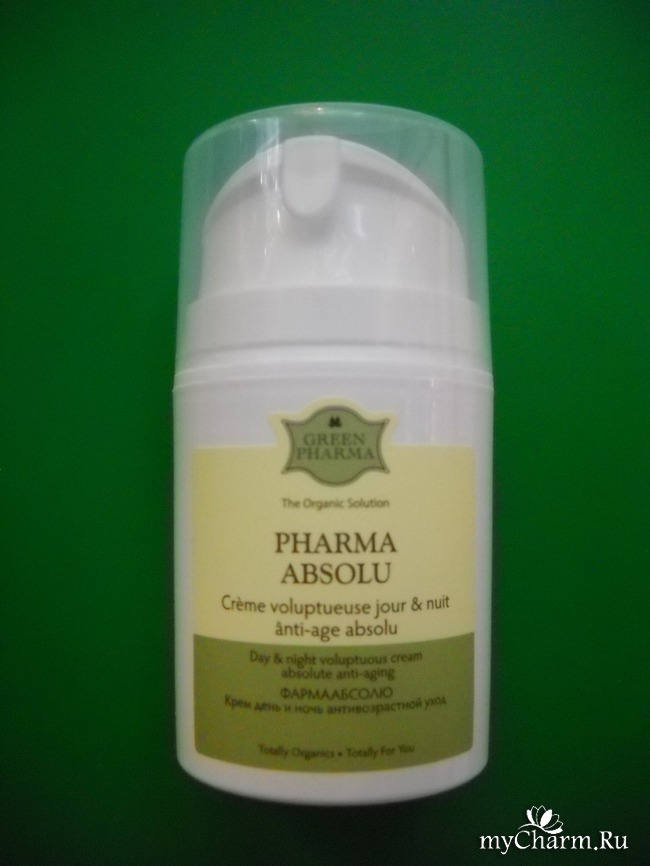 GREEN
PHARMA
The Organic Solution
PHARMA
ABSOLU
Crème voluptueuse jour & nuit
ânti-age absolu
Day & night voluptuous cream
absolute anti-aging
ФАРМААБСОЛЮ
Крем день и ночь антивозрастной уход
Totally Organics • Totally For You
myCharm.Ru